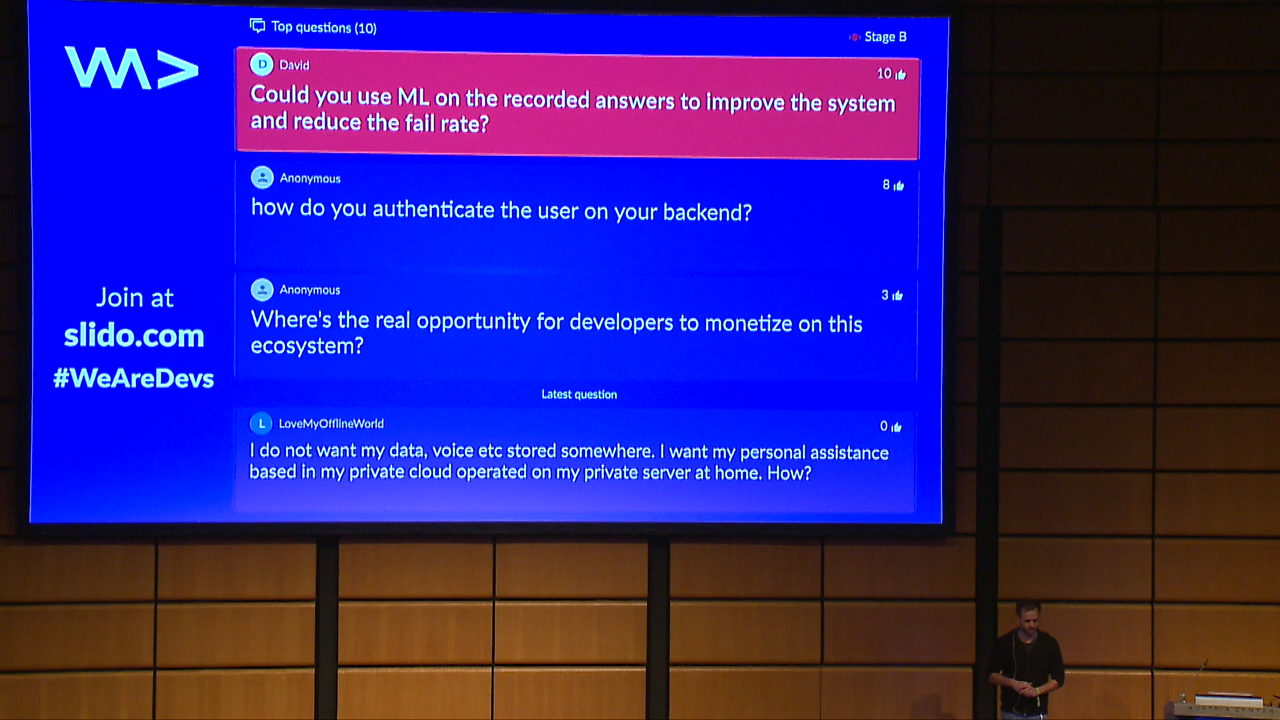 Top questions (10)
Stage B
WA>
D
David
10
Could you use ML on the recorded answers to improve the system
and reduce the fail rate?
Anonymous
8
how do you authenticate the user on your backend?
Anonymous
3
Where's the real opportunity for developers to monetize on this
ecosystem?
Join at
slido.com
#WeAreDevs
Latest question
L
LoveMyOfflineWorld
0
I do not want my data, voice etc stored somewhere. I want my personal assistance
based in my private cloud operated on my private server at home. How?